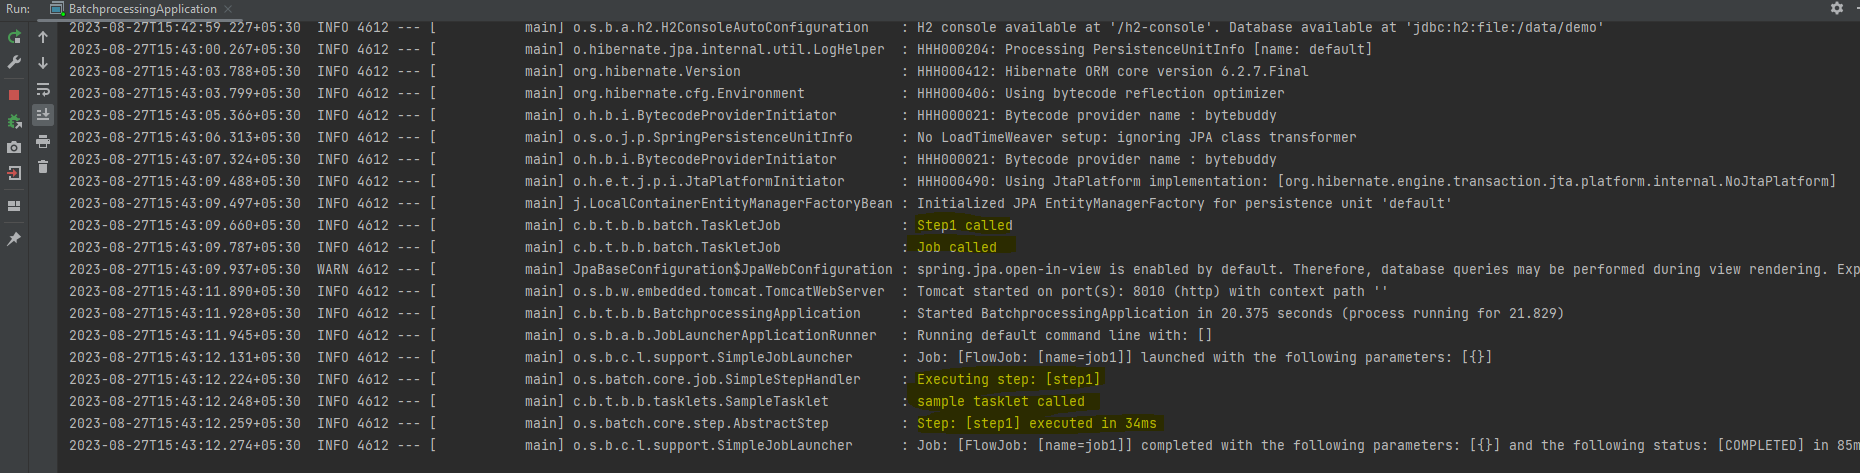 Run: BatchprocessingApplication ×
2023-08-27T15:42:59.227+05:30  INFO 4612 --- [           main] o.s.b.a.h2.H2ConsoleAutoConfiguration    : H2 console available at '/h2-console'. Database available at 'jdbc:h2:file:/data/demo'
2023-08-27T15:43:00.267+05:30  INFO 4612 --- [           main] o.hibernate.jpa.internal.util.LogHelper  : HHH000204: Processing PersistenceUnitInfo [name: default]
2023-08-27T15:43:03.788+05:30  INFO 4612 --- [           main] org.hibernate.Version                    : HHH000412: Hibernate ORM core version 6.2.7.Final
2023-08-27T15:43:03.799+05:30  INFO 4612 --- [           main] org.hibernate.cfg.Environment            : HHH000406: Using bytecode reflection optimizer
2023-08-27T15:43:05.366+05:30  INFO 4612 --- [           main] o.h.b.i.BytecodeProviderInitiator        : HHH000021: Bytecode provider name : bytebuddy
2023-08-27T15:43:06.313+05:30  INFO 4612 --- [           main] o.s.o.j.p.SpringPersistenceUnitInfo      : No LoadTimeWeaver setup: ignoring JPA class transformer
2023-08-27T15:43:07.324+05:30  INFO 4612 --- [           main] o.h.b.i.BytecodeProviderInitiator        : HHH000021: Bytecode provider name : bytebuddy
2023-08-27T15:43:09.488+05:30  INFO 4612 --- [           main] o.h.e.t.j.p.i.JtaPlatformInitiator       : HHH000490: Using JtaPlatform implementation: [org.hibernate.engine.transaction.jta.platform.internal.NoJtaPlatform]
2023-08-27T15:43:09.497+05:30  INFO 4612 --- [           main] j.LocalContainerEntityManagerFactoryBean : Initialized JPA EntityManagerFactory for persistence unit 'default'
2023-08-27T15:43:09.660+05:30  INFO 4612 --- [           main] c.b.t.b.b.batch.TaskletJob               : Step1 called
2023-08-27T15:43:09.787+05:30  INFO 4612 --- [           main] c.b.t.b.b.batch.TaskletJob               : Job called
2023-08-27T15:43:09.937+05:30  WARN 4612 --- [           main] JpaBaseConfiguration$JpaWebConfiguration : spring.jpa.open-in-view is enabled by default. Therefore, database queries may be performed during view rendering. Exp
2023-08-27T15:43:11.890+05:30  INFO 4612 --- [           main] o.s.b.w.embedded.tomcat.TomcatWebServer  : Tomcat started on port(s): 8010 (http) with context path ''
2023-08-27T15:43:11.928+05:30  INFO 4612 --- [           main] c.b.t.b.b.BatchprocessingApplication     : Started BatchprocessingApplication in 20.375 seconds (process running for 21.829)
2023-08-27T15:43:11.945+05:30  INFO 4612 --- [           main] o.s.b.a.b.JobLauncherApplicationRunner   : Running default command line with: []
2023-08-27T15:43:12.131+05:30  INFO 4612 --- [           main] o.s.b.c.l.support.SimpleJobLauncher      : Job: [FlowJob: [name=job1]] launched with the following parameters: [{}]
2023-08-27T15:43:12.224+05:30  INFO 4612 --- [           main] o.s.batch.core.job.SimpleStepHandler     : Executing step: [step1]
2023-08-27T15:43:12.248+05:30  INFO 4612 --- [           main] c.b.t.b.b.tasklets.SampleTasklet         : sample tasklet called
2023-08-27T15:43:12.259+05:30  INFO 4612 --- [           main] o.s.batch.core.step.AbstractStep         : Step: [step1] executed in 34ms
2023-08-27T15:43:12.274+05:30  INFO 4612 --- [           main] o.s.b.c.l.support.SimpleJobLauncher      : Job: [FlowJob: [name=job1]] completed with the following parameters: [{}] and the following status: [COMPLETED] in 85m